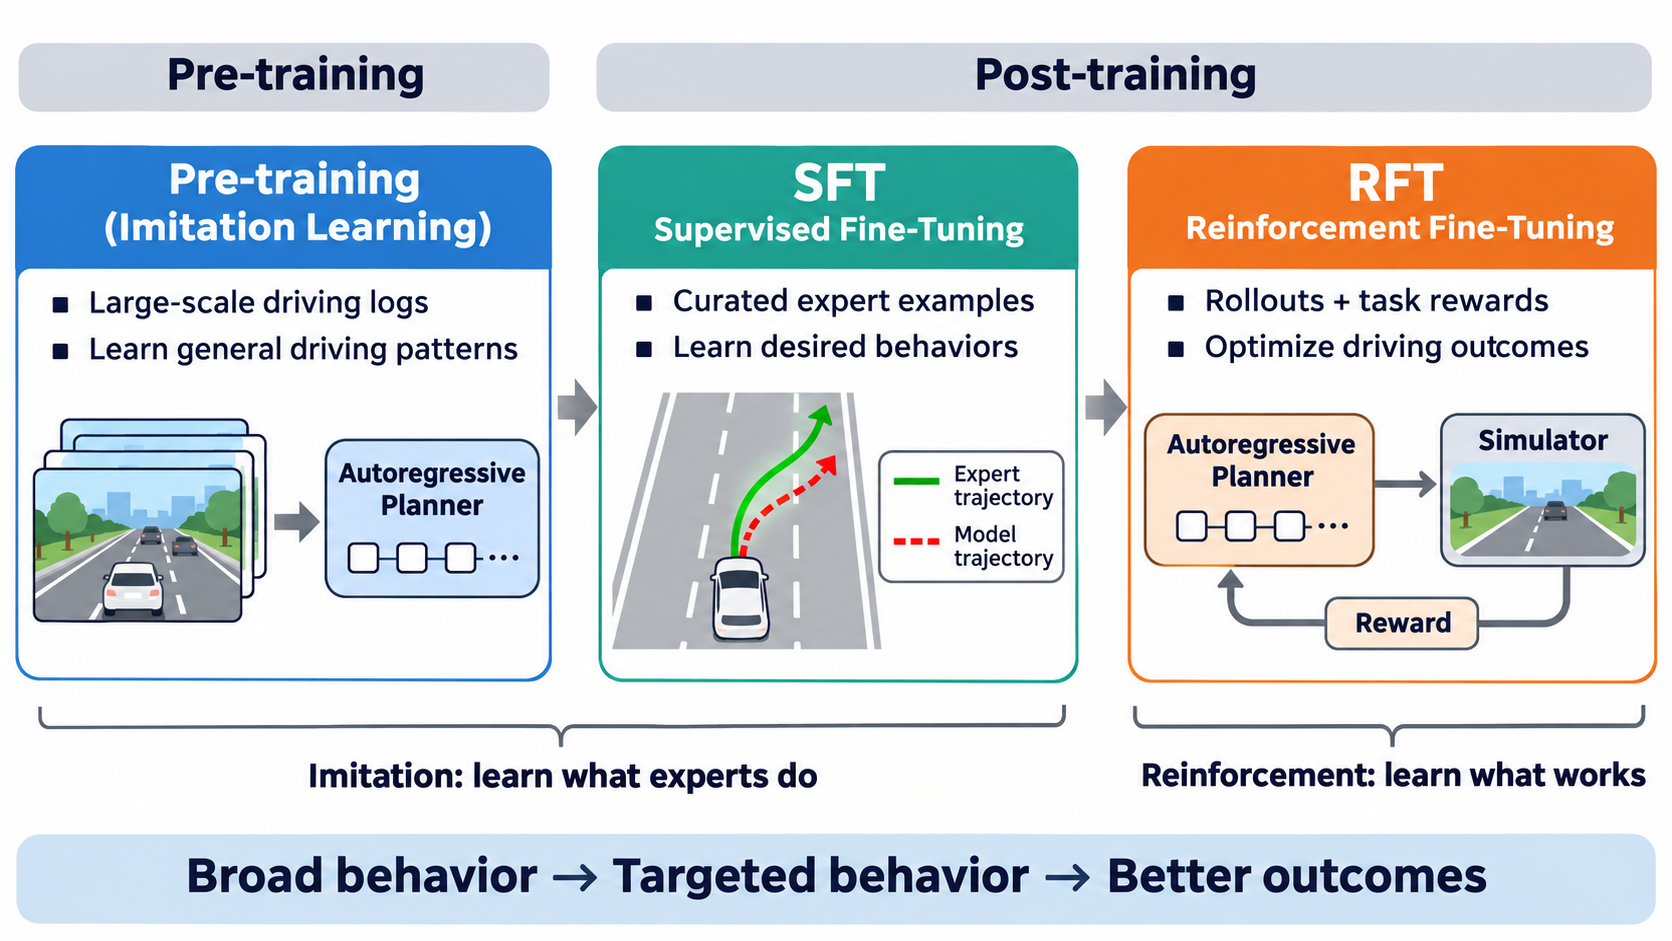 Pre-training
Post-training
Pre-training
(Imitation Learning)
Large-scale driving logs
Learn general driving patterns
Autoregressive
Planner
SFT
Supervised Fine-Tuning
Curated expert examples
Learn desired behaviors
Expert
trajectory
Model
trajectory
RFT
Reinforcement Fine-Tuning
Rollouts + task rewards
Optimize driving outcomes
Autoregressive
Planner
Simulator
Reward
Imitation: learn what experts do
Reinforcement: learn what works
Broad behavior → Targeted behavior → Better outcomes